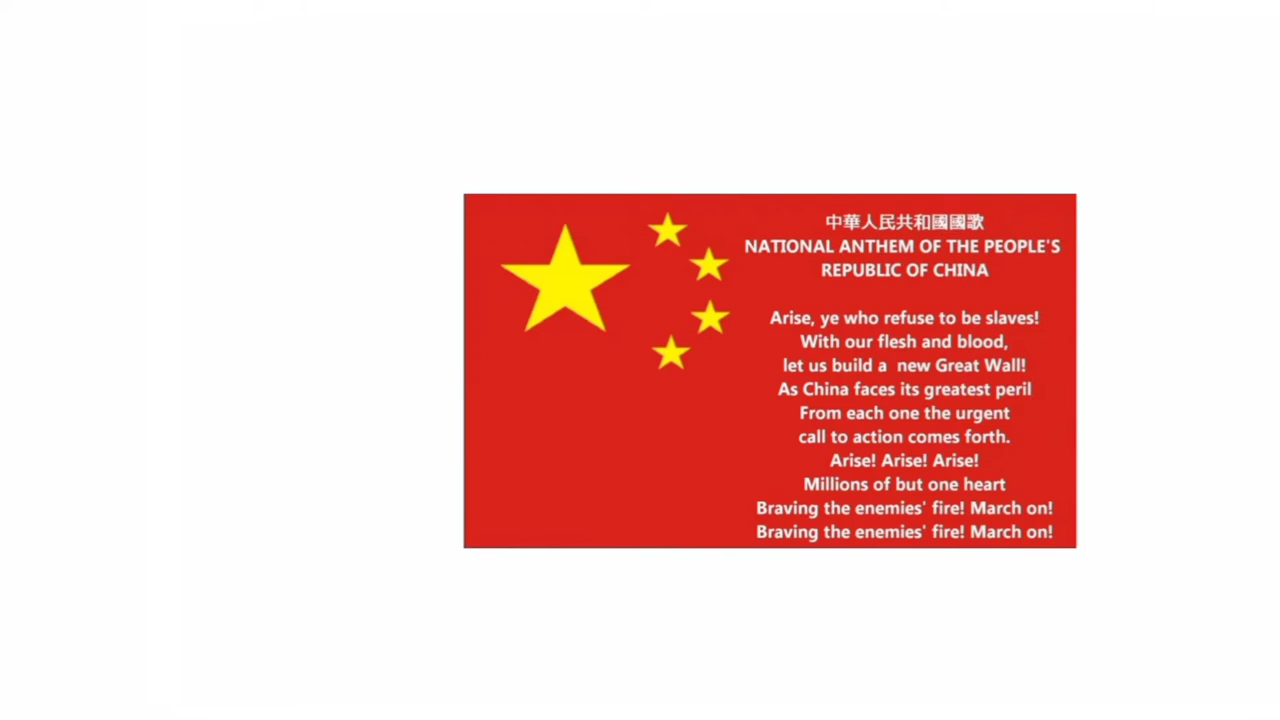 中華人民共和國國歌
NATIONAL ANTHEM OF THE PEOPLE'S
REPUBLIC OF CHINA
Arise, ye who refuse to be slaves!
With our flesh and blood,
let us build a  new Great Wall!
As China faces its greatest peril
From each one the urgent
call to action comes forth.
Arise! Arise! Arise!
Millions of but one heart
Braving the enemies' fire! March on!
Braving the enemies' fire! March on!